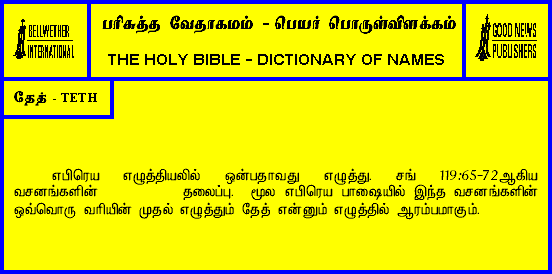 BELLWETHER
INTERNATIONAL
பரிசுத்த வேதாகமம் - பெயர் பொருள்விளக்கம்
THE HOLY BIBLE - DICTIONARY OF NAMES
GOOD NEWS
PUBLISHERS
தேத் - TETH
எபிரெய எழுத்தியலில் ஒன்பதாவது எழுத்து. சங் 119:65-72ஆகிய
வசனங்களின் தலைப்பு. மூல எபிரெய பாஷையில் இந்த வசனங்களின்
ஒவ்வொரு வரியின் முதல் எழுத்தும் தேத் என்னும் எழுத்தில் ஆரம்பமாகும்.